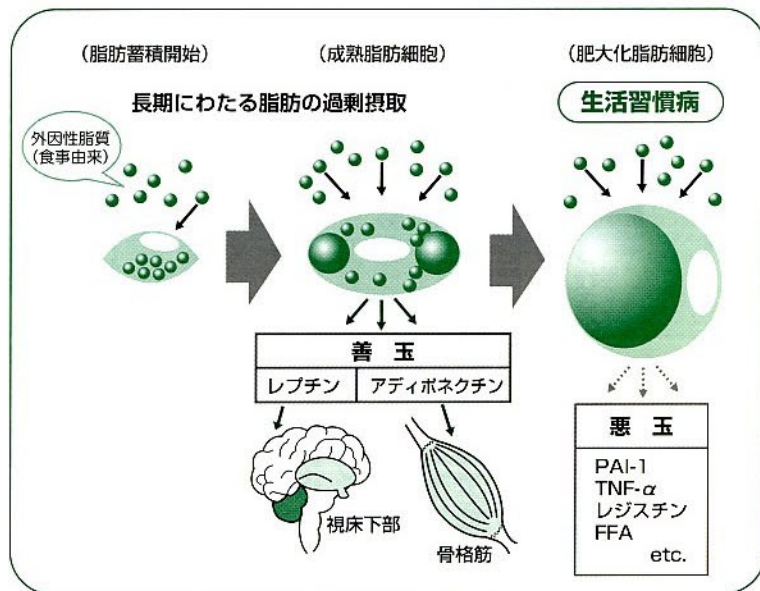 （脂肪蓄積開始）
（成熟脂肪細胞）
（肥大化脂肪細胞）
長期にわたる脂肪の過剰摂取
生活習慣病
外因性脂質
（食事由来）
善 玉
レプチン
アディポネクチン
視床下部
骨格筋
悪 玉
PAI-1
TNF-α
レジスチン
FFA
etc.